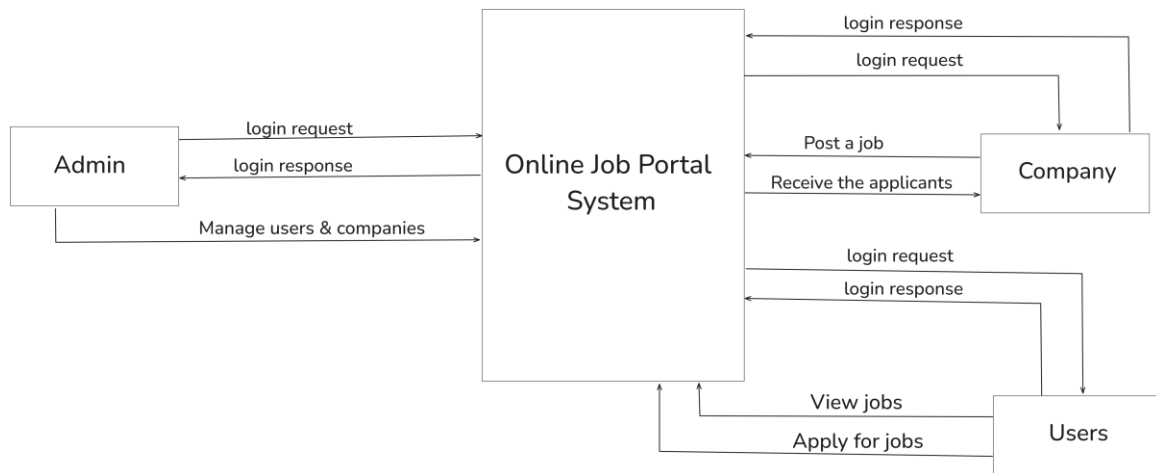 login response
login request
login request
Admin
login response
Manage users & companies
Online Job Portal
System
Post a job
Company
Receive the applicants
login request
login response
View jobs
Apply for jobs
Users